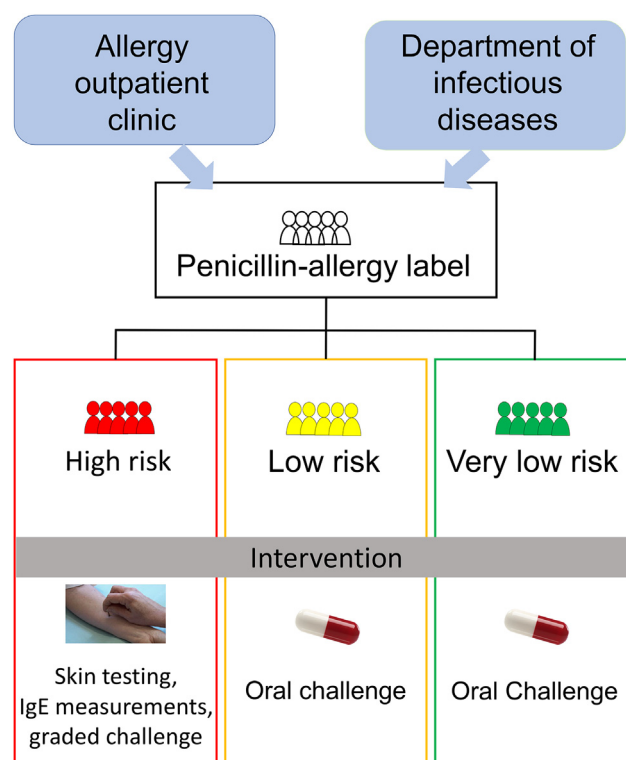 Allergy
outpatient
clinic
Department of
infectious
diseases
Penicillin-allergy label
High risk
Low risk
Very low risk
Intervention
Skin testing,
IgE measurements,
graded challenge
Oral challenge
Oral Challenge